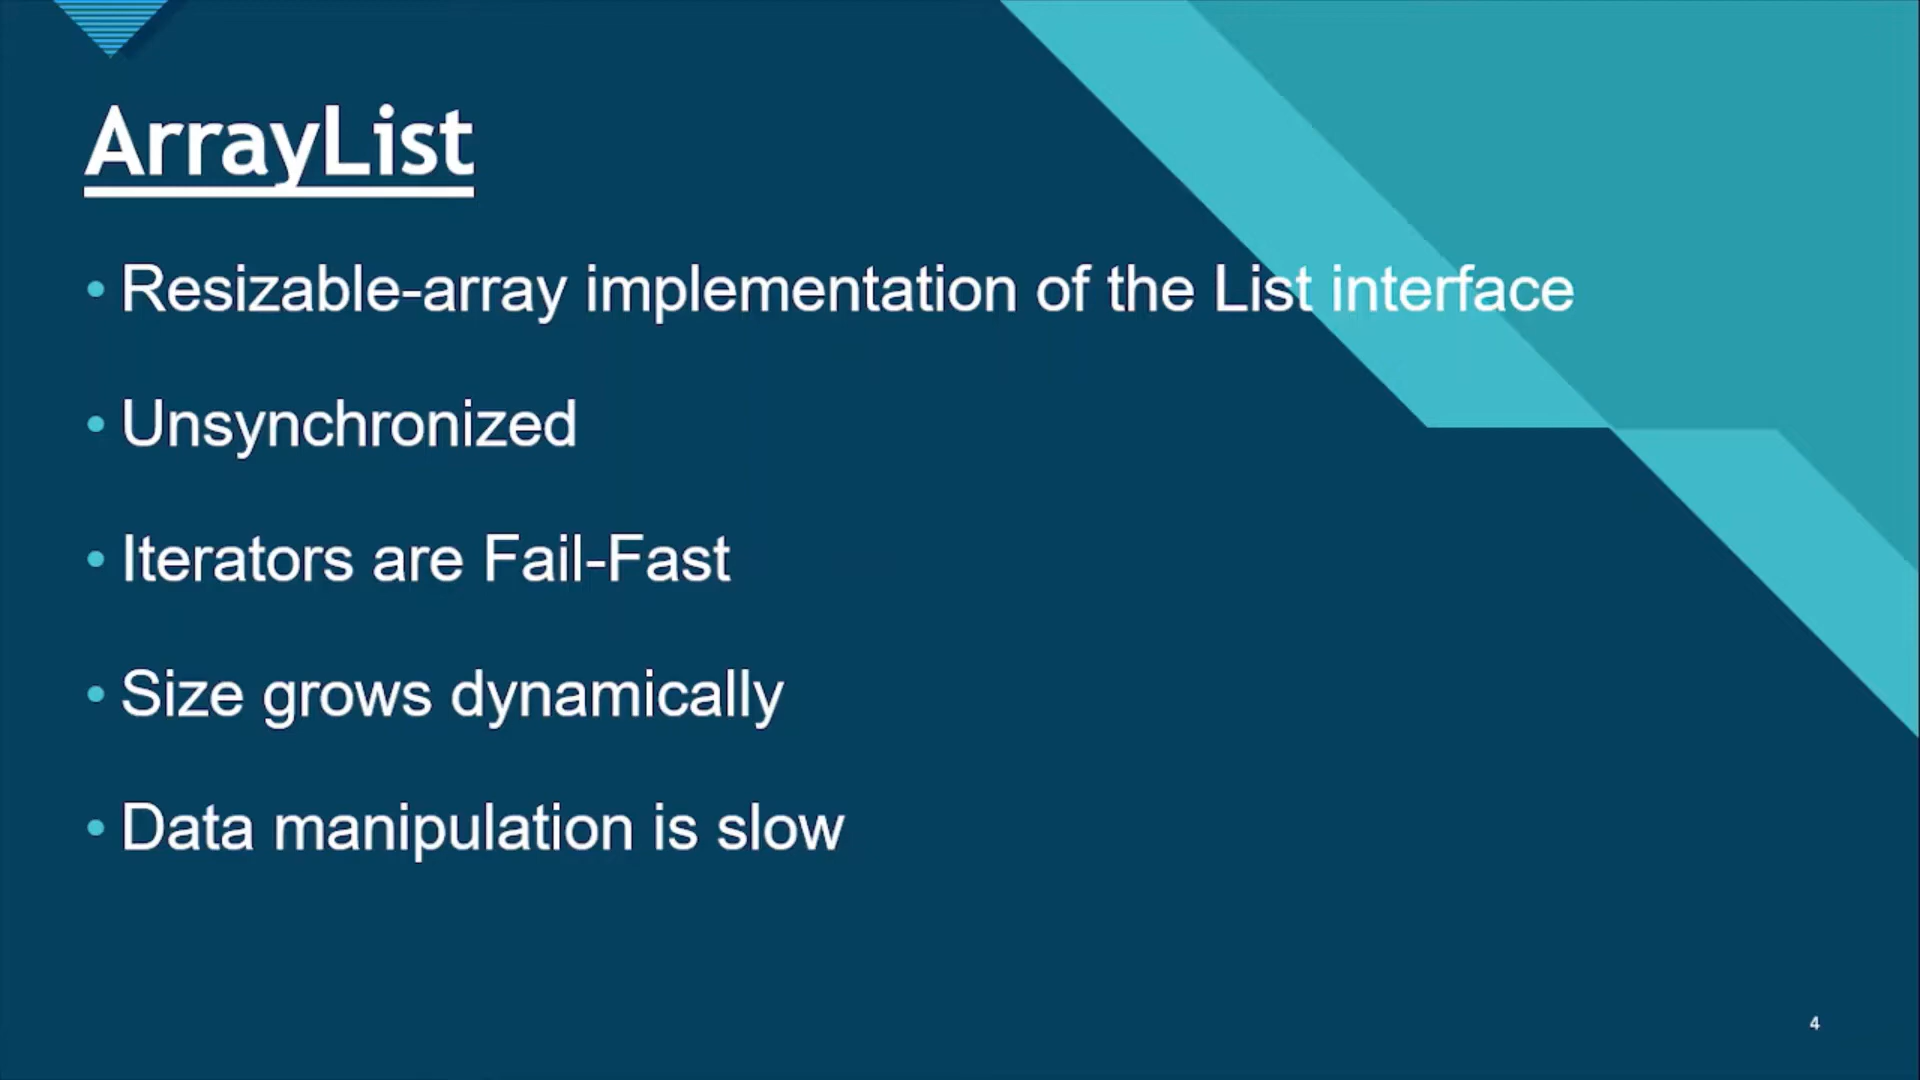 ArrayList
• Resizable-array implementation of the List interface
• Unsynchronized
• Iterators are Fail-Fast
• Size grows dynamically
• Data manipulation is slow
4